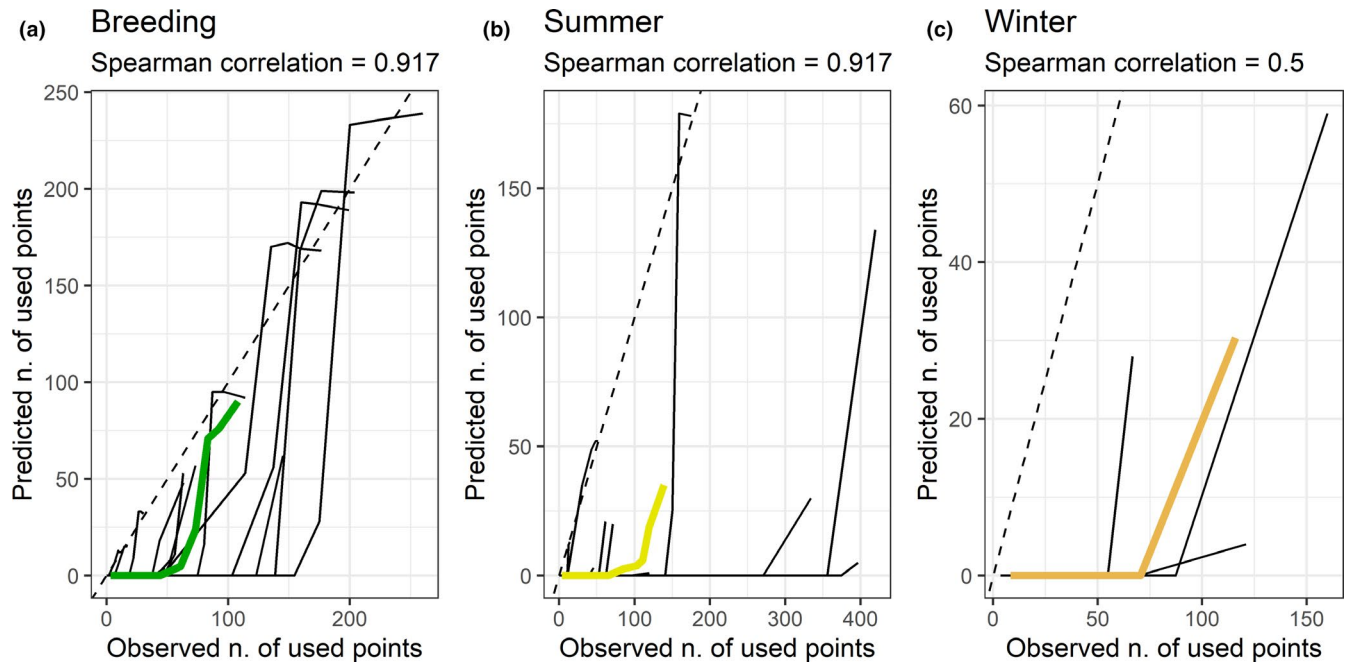 (a) Breeding
Spearman correlation = 0.917
250
200
150
100
50
0
0 100 200
Predicted n. of used points
Observed n. of used points
(b) Summer
Spearman correlation = 0.917
150
100
50
0
0 100 200 300 400
Predicted n. of used points
Observed n. of used points
(c) Winter
Spearman correlation = 0.5
60
40
20
0
0 50 100 150
Predicted n. of used points
Observed n. of used points